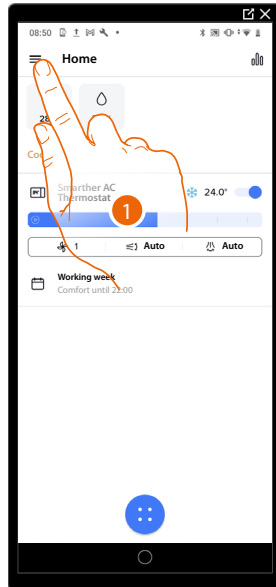 08:50
Home
28
Coo
Smarther AC
Thermostat
24.0°
1
1 Auto Auto
Working week
Comfort until 22:00